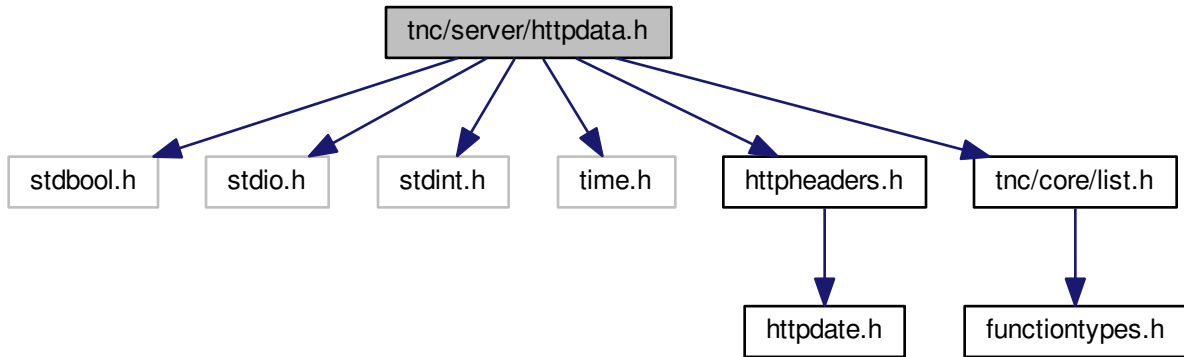 tnc/server/httpdata.h
stdbool.h
stdio.h
stdint.h
time.h
httpheaders.h
tnc/core/list.h
httpdate.h
functiontypes.h